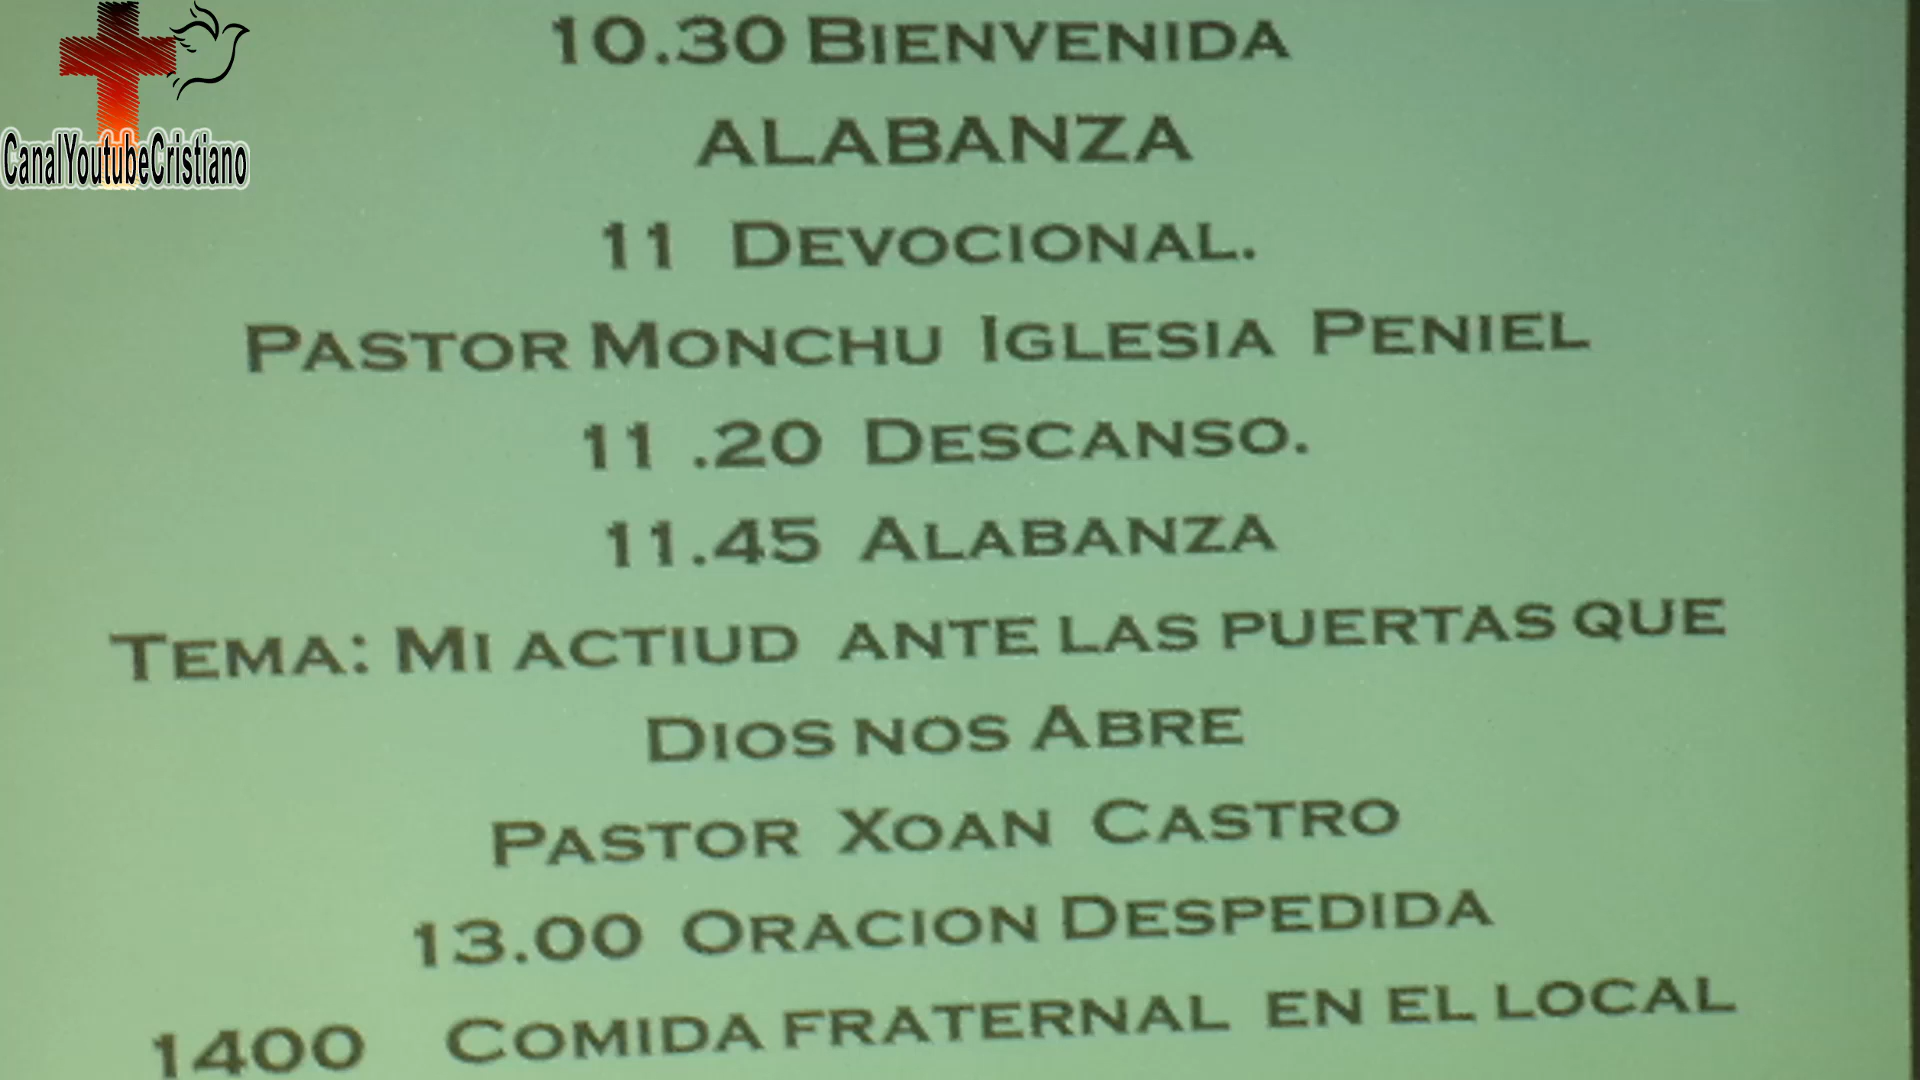 CanalYoutubeCristiano
10.30 BIENVENIDA
ALABANZA
11 DEVOCIONAL.
PASTOR MONCHU IGLESIA PENIEL
11 .20 DESCANSO.
11.45 ALABANZA
TEMA: MI ACTIUD ANTE LAS PUERTAS QUE
DIOS NOS ABRE
PASTOR XOAN CASTRO
13.00 ORACION DESPEDIDA
1400 COMIDA FRATERNAL EN EL LOCAL